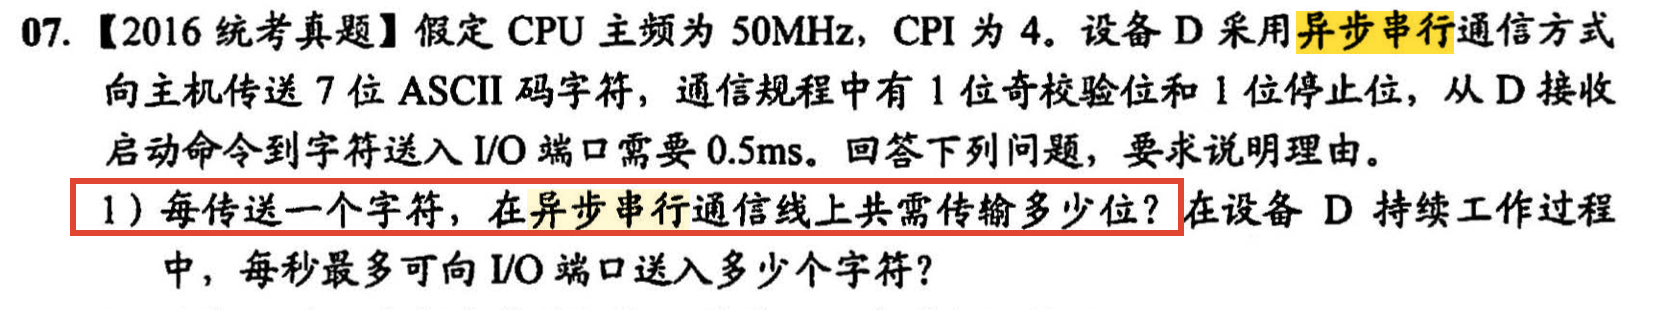 07.【2016 统考真题】假定 CPU 主频为 50MHz，CPI 为 4。设备 D 采用异步串行通信方式
向主机传送 7 位 ASCII 码字符，通信规程中有 1 位奇校验位和 1 位停止位，从 D 接收
启动命令到字符送入 I/O 端口需要 0.5ms。回答下列问题，要求说明理由。
1）每传送一个字符，在异步串行通信线上共需传输多少位？在设备 D 持续工作过程
中，每秒最多可向 I/O 端口送入多少个字符？